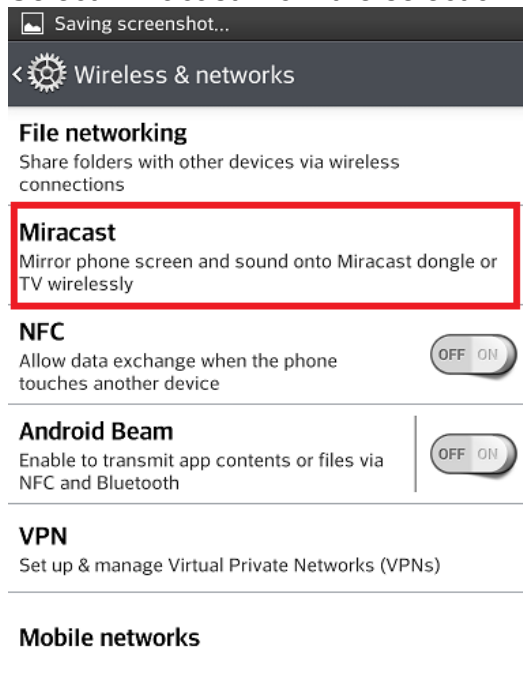 Saving screenshot...
Wireless & networks
File networking
Share folders with other devices via wireless
connections
Miracast
Mirror phone screen and sound onto Miracast dongle or
TV wirelessly
NFC
Allow data exchange when the phone
touches another device
OFF ON
Android Beam
Enable to transmit app contents or files via
NFC and Bluetooth
OFF ON
VPN
Set up & manage Virtual Private Networks (VPNs)
Mobile networks